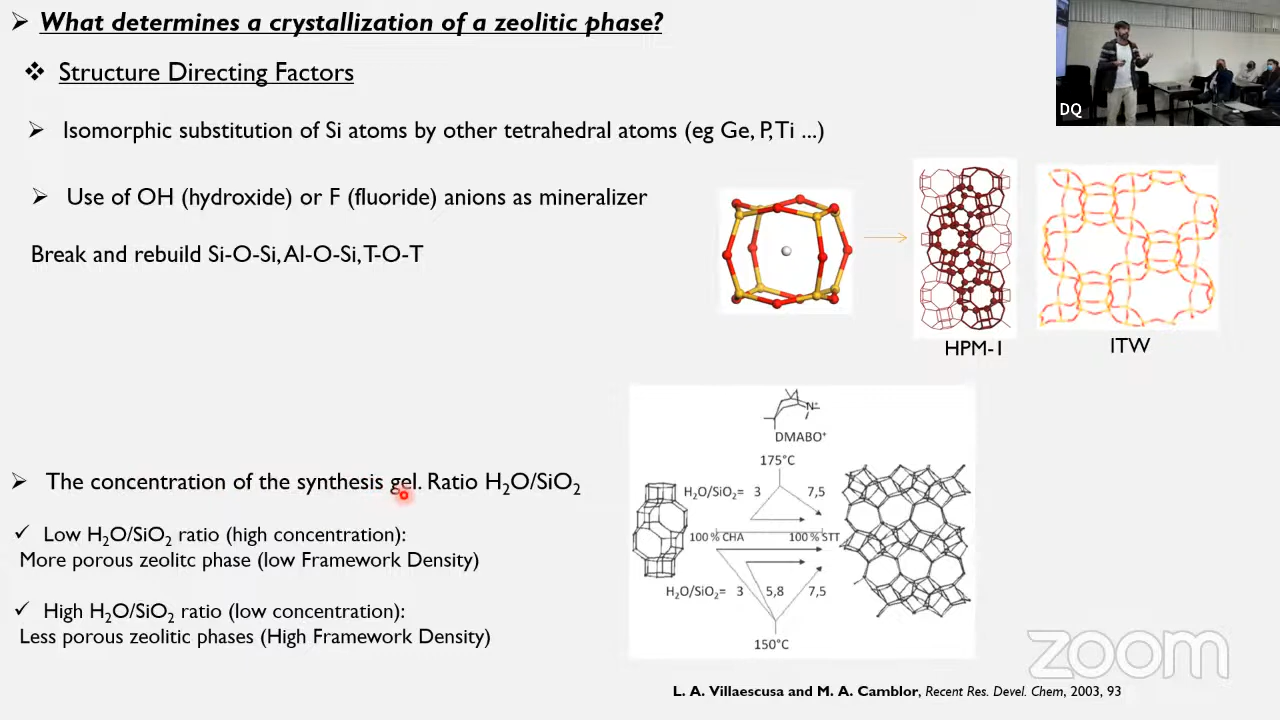 What determines a crystallization of a zeolitic phase?
Structure Directing Factors
Isomorphic substitution of Si atoms by other tetrahedral atoms (eg Ge, P, Ti ...)
Use of OH (hydroxide) or F (fluoride) anions as mineralizer
Break and rebuild Si-O-Si, Al-O-Si, T-O-T
DQ
HPM-1
ITW
The concentration of the synthesis gel. Ratio H₂O/SiO₂
Low H₂O/SiO₂ ratio (high concentration):
More porous zeolitc phase (low Framework Density)
High H₂O/SiO₂ ratio (low concentration):
Less porous zeolitic phases (High Framework Density)
N⁺
DMABO⁺
175°C
H₂O/SiO₂= 3 7,5
100 % CHA 100 % STT
H₂O/SiO₂= 3 5,8 7,5
150°C
zoom
L. A. Villaescusa and M. A. Camblor, Recent Res. Devel. Chem, 2003, 93